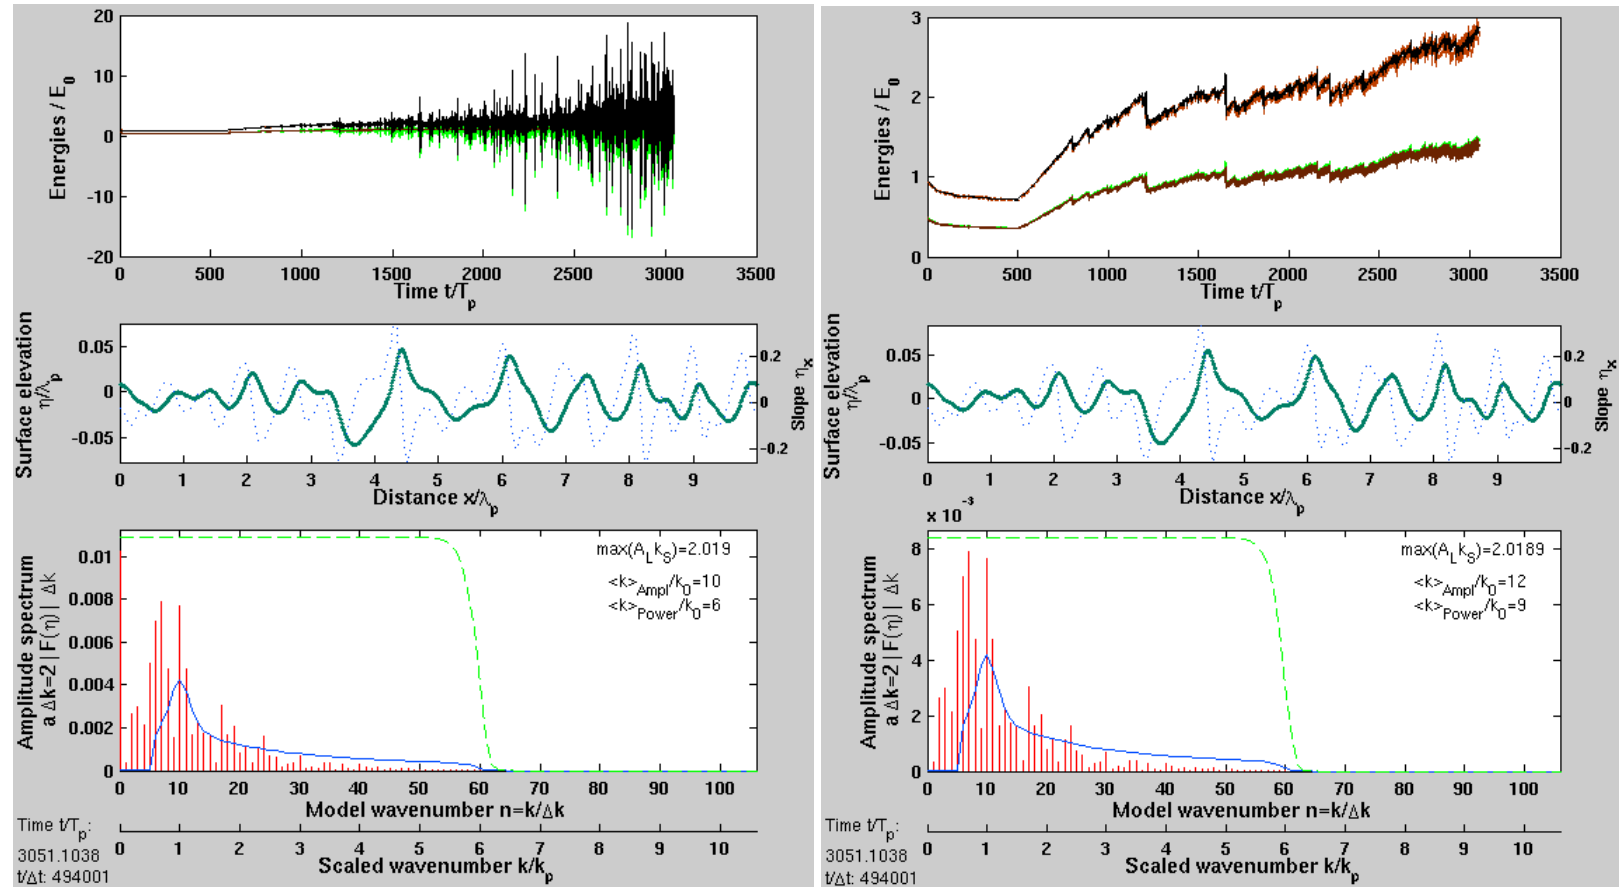 20
10
0
-10
-20
Energies / E0
0 500 1000 1500 2000 2500 3000 3500
Time t/Tp
0.05
0
-0.05
Surface elevation
η/λp
0.2
0
-0.2
Slope ηx
0 1 2 3 4 5 6 7 8 9
Distance x/λp
0.01
0.008
0.006
0.004
0.002
0
Amplitude spectrum
a Δk=2 | F(η) | Δk
max(ALkS)=2.019
<k>Ampl/k0=10
<k>Power/k0=6
0 10 20 30 40 50 60 70 80 90 100
Model wavenumber n=k/Δk
Time t/Tp:
3051.1038
t/Δt: 494001
0 1 2 3 4 5 6 7 8 9 10
Scaled wavenumber k/kp
3
2
1
0
Energies / E0
0 500 1000 1500 2000 2500 3000 3500
Time t/Tp
0.05
0
-0.05
Surface elevation
η/λp
0.2
0
-0.2
Slope ηx
0 1 2 3 4 5 6 7 8 9
Distance x/λp
x 10-3
8
6
4
2
0
Amplitude spectrum
a Δk=2 | F(η) | Δk
max(ALkS)=2.0189
<k>Ampl/k0=12
<k>Power/k0=9
0 10 20 30 40 50 60 70 80 90 100
Model wavenumber n=k/Δk
Time t/Tp:
3051.1038
t/Δt: 494001
0 1 2 3 4 5 6 7 8 9 10
Scaled wavenumber k/kp